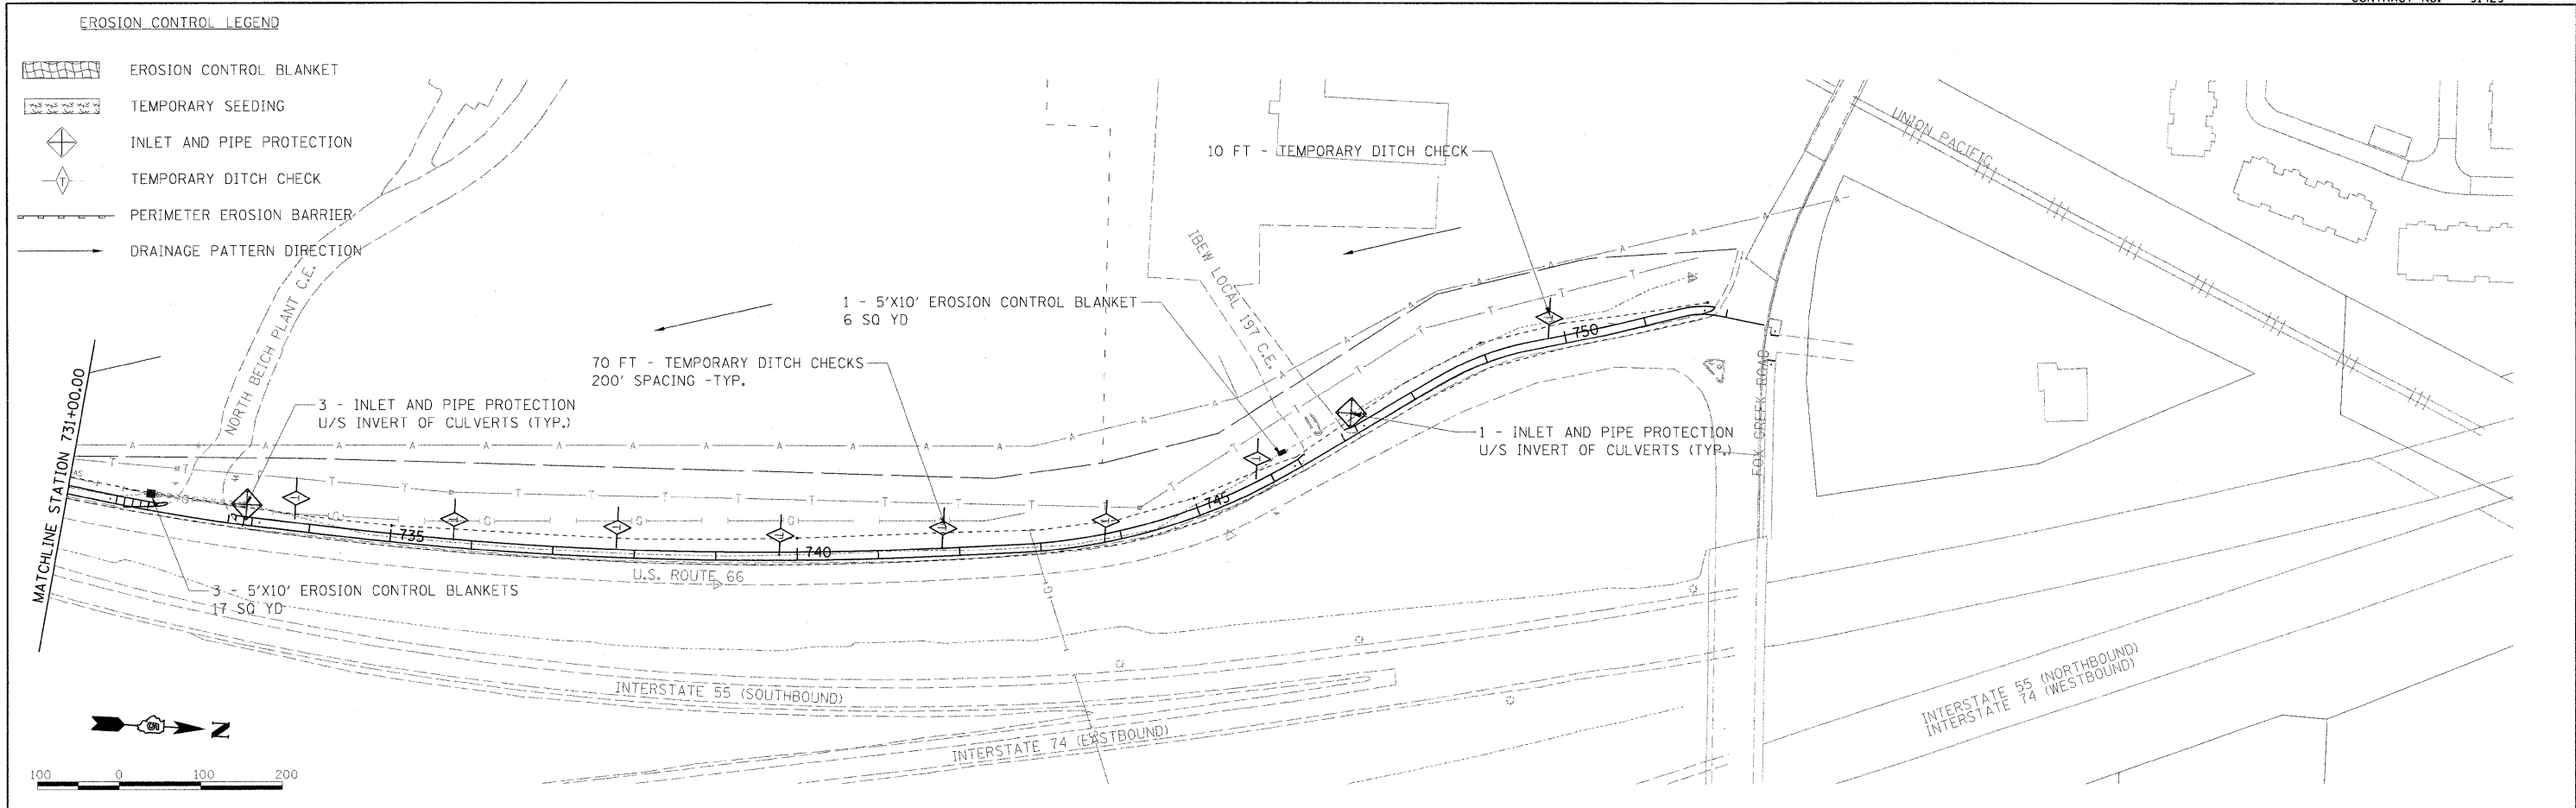 EROSION CONTROL LEGEND
EROSION CONTROL BLANKET
TEMPORARY SEEDING
INLET AND PIPE PROTECTION
T
TEMPORARY DITCH CHECK
PERIMETER EROSION BARRIER
DRAINAGE PATTERN DIRECTION
UNION PACIFIC
10 FT - TEMPORARY DITCH CHECK
IBEW LOCAL 197 C.E.
NORTH BEICH PLANT C.E.
1 - 5'X10' EROSION CONTROL BLANKET
6 SQ YD
750
70 FT - TEMPORARY DITCH CHECKS
200' SPACING -TYP.
MATCHLINE STATION 731+00.00
3 - INLET AND PIPE PROTECTION
U/S INVERT OF CULVERTS (TYP.)
1 - INLET AND PIPE PROTECTION
U/S INVERT OF CULVERTS (TYP.)
FOX CREEK ROAD
745
735
740
U.S. ROUTE 66
3 - 5'X10' EROSION CONTROL BLANKETS
17 SQ YD
INTERSTATE 55 (SOUTHBOUND)
INTERSTATE 74 (EASTBOUND)
INTERSTATE 55 (NORTHBOUND)
INTERSTATE 74 (WESTBOUND)
N
100 0 100 200